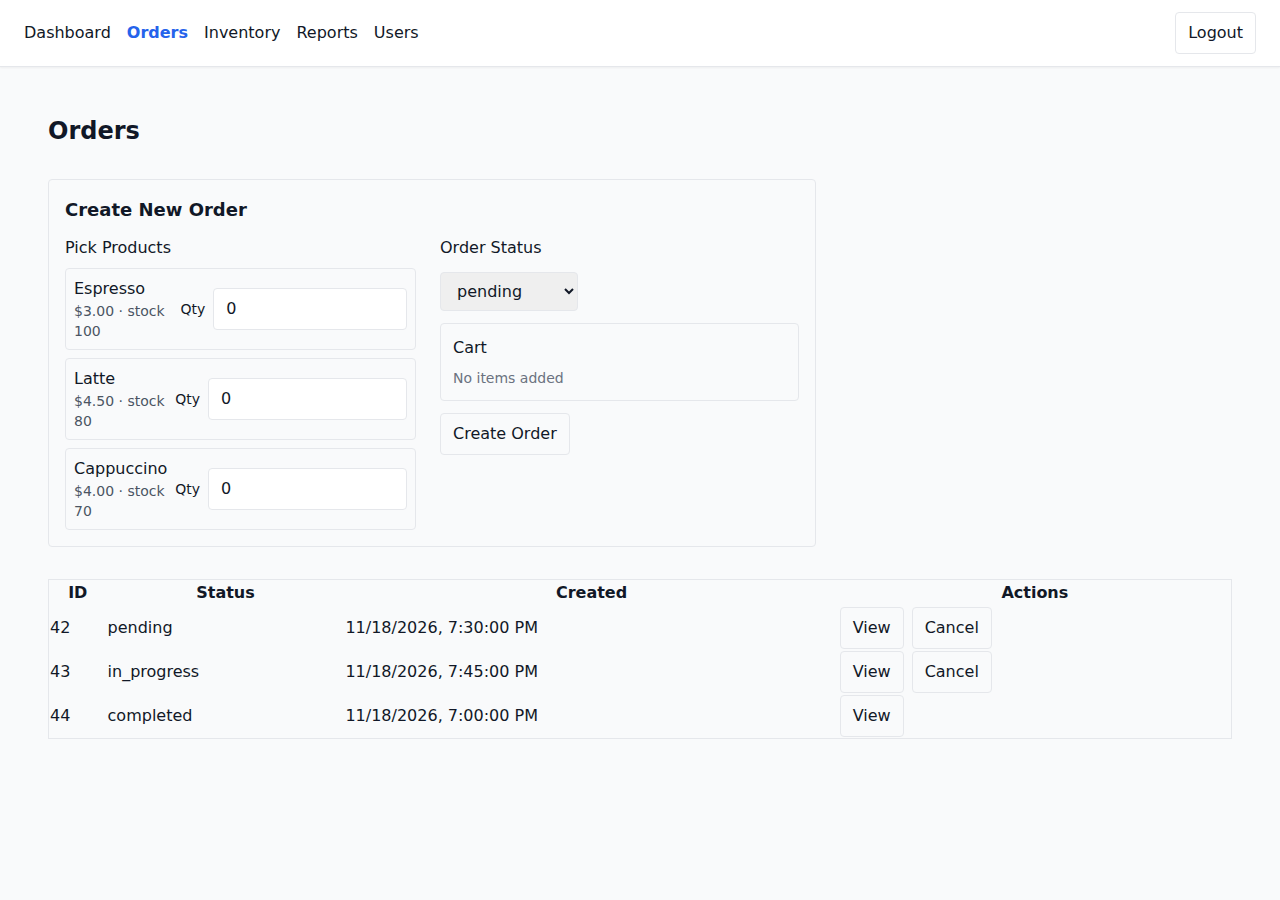 Dashboard Orders Inventory Reports Users Logout
Orders
Create New Order
Pick Products
Espresso
$3.00 · stock
100
Qty 0
Latte
$4.50 · stock
80
Qty 0
Cappuccino
$4.00 · stock
70
Qty 0
Order Status
pending
Cart
No items added
Create Order
ID Status Created Actions
42 pending 11/18/2026, 7:30:00 PM View Cancel
43 in_progress 11/18/2026, 7:45:00 PM View Cancel
44 completed 11/18/2026, 7:00:00 PM View